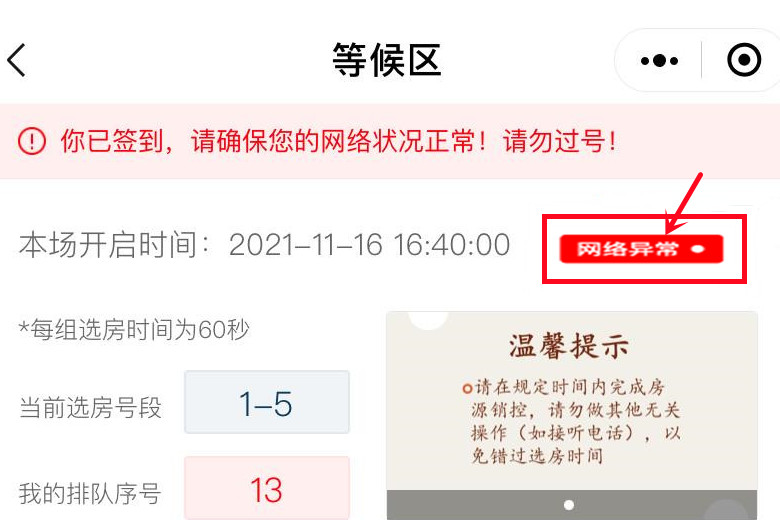 等候区
你已签到，请确保您的网络状况正常！请勿过号！
本场开启时间：2021-11-16 16:40:00
网络异常
*每组选房时间为60秒
当前选房号段
1-5
我的排队序号
13
温馨提示
请在规定时间内完成房
源销控，请勿做其他无关
操作（如接听电话），以
免错过选房时间